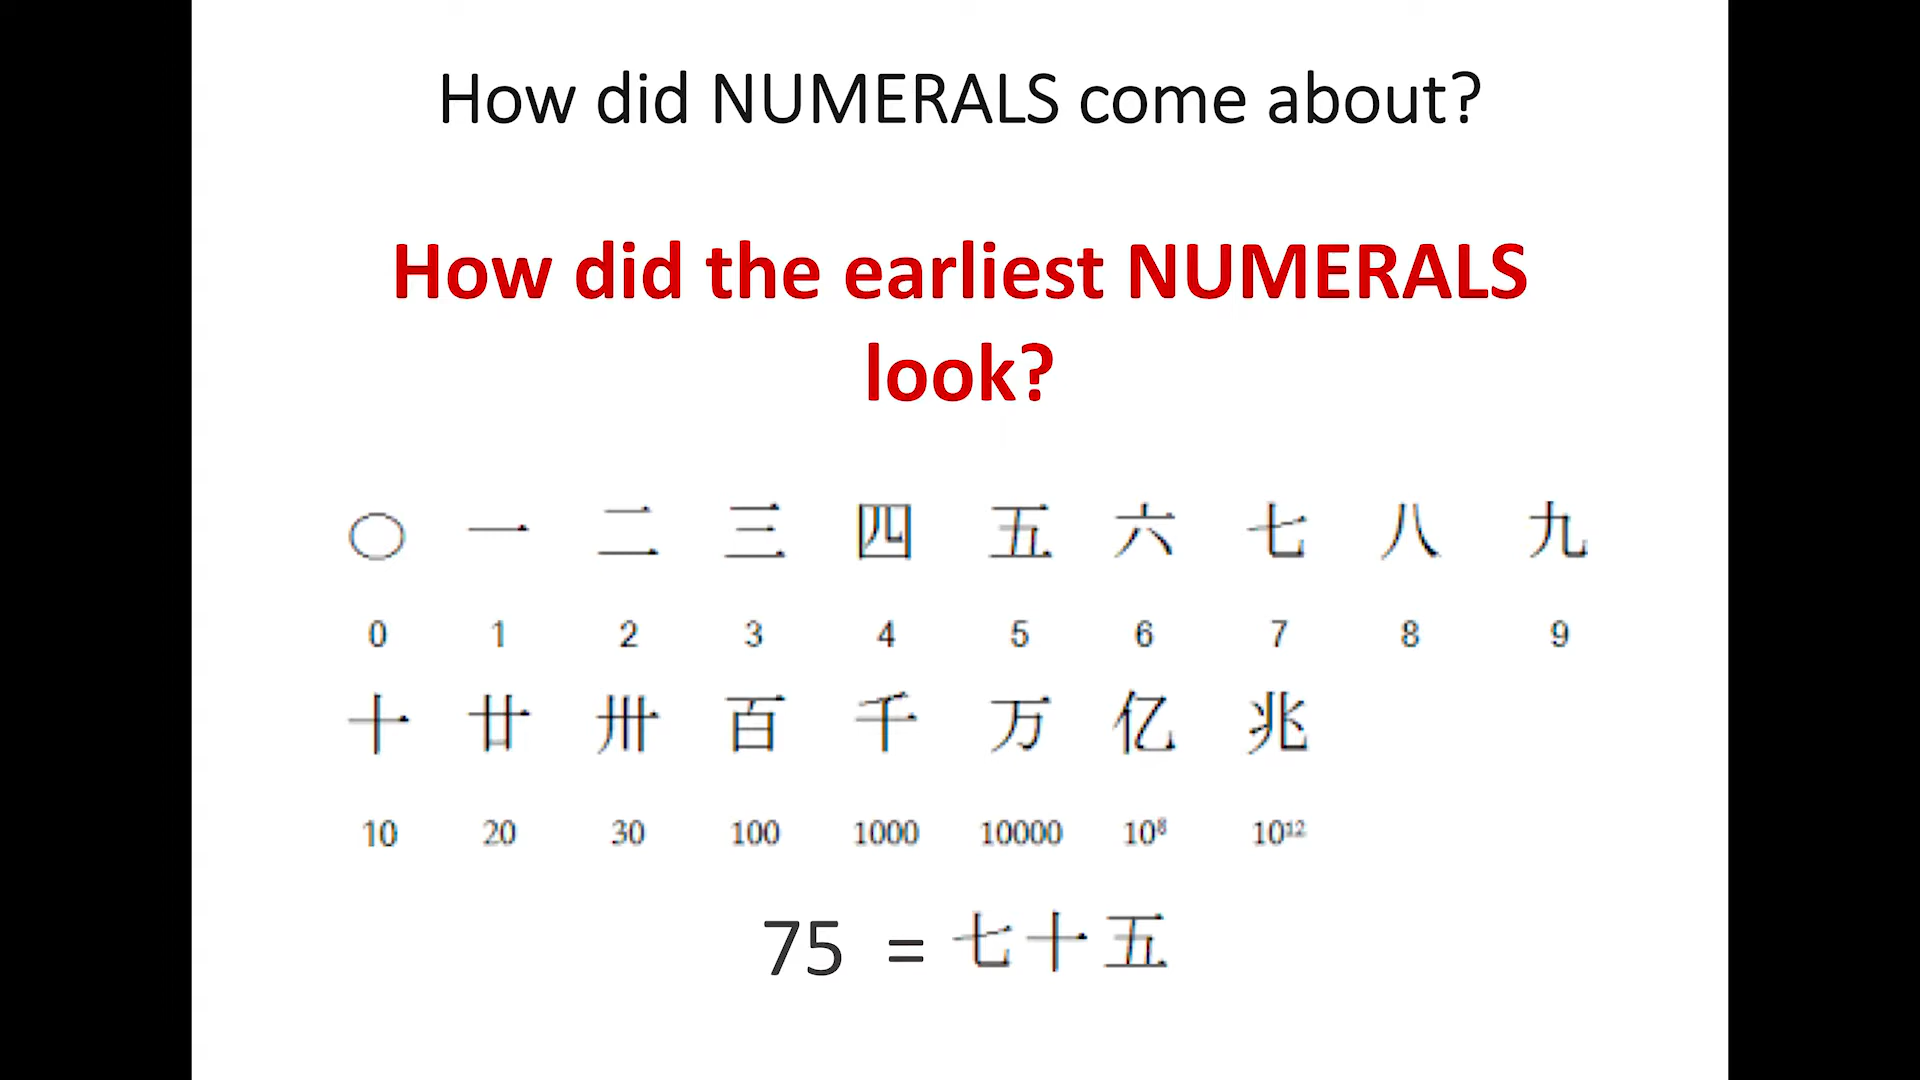 How did NUMERALS come about?
How did the earliest NUMERALS
look?
〇 一 二 三 四 五 六 七 八 九
0 1 2 3 4 5 6 7 8 9
十 廿 卅 百 千 万 亿 兆
10 20 30 100 1000 10000 10⁸ 10¹²
75 = 七十五